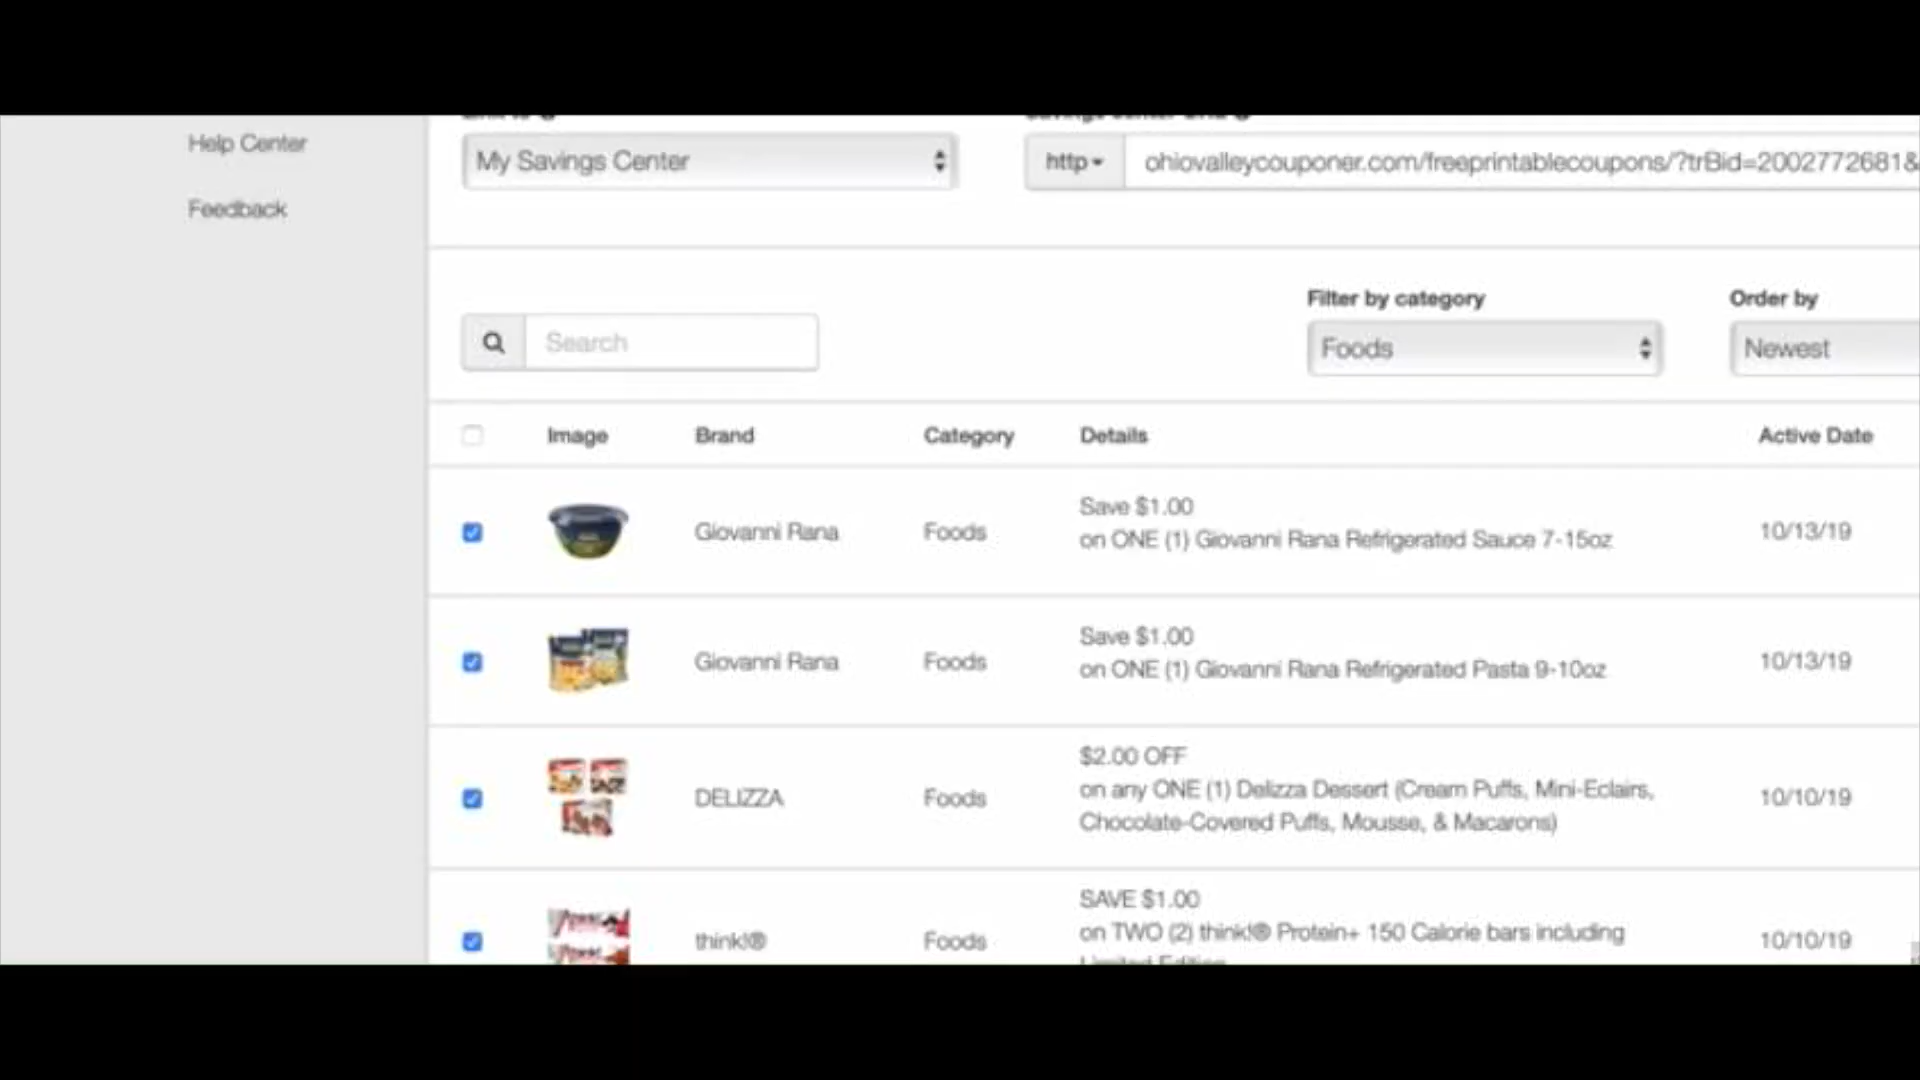 Help Center
Feedback
My Savings Center
http
ohiovalleycouponer.com/freeprintablecoupons/?trBid=2002772681&
Search
Filter by category
Foods
Order by
Newest
Image Brand Category Details Active Date
Giovanni Rana Foods
Save $1.00
on ONE (1) Giovanni Rana Refrigerated Sauce 7-15oz
10/13/19
Giovanni Rana Foods
Save $1.00
on ONE (1) Giovanni Rana Refrigerated Pasta 9-10oz
10/13/19
DELIZZA Foods
$2.00 OFF
on any ONE (1) Delizza Dessert (Cream Puffs, Mini-Eclairs,
Chocolate-Covered Puffs, Mousse, & Macarons)
10/10/19
think!® Foods
SAVE $1.00
on TWO (2) think!® Protein+ 150 Calorie bars including
Limited Edition
10/10/19